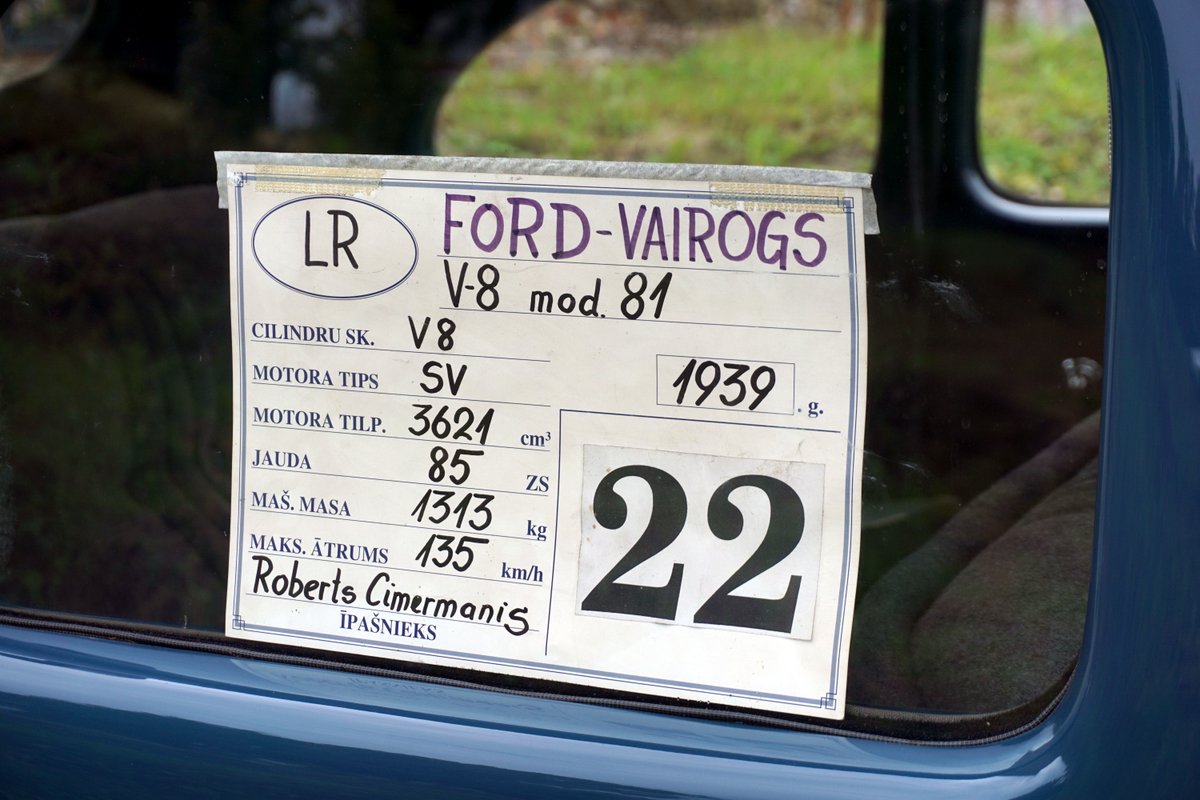 LR
FORD-VAIROGS
V-8 mod. 81
CILINDRU SK. V8
MOTORA TIPS SV
MOTORA TILP. 3621 cm³
JAUDA 85 ZS
MAŠ. MASA 1313 kg
MAKS. ĀTRUMS 135 km/h
Roberts Cimermanis
ĪPAŠNIEKS
1939 . g.
22